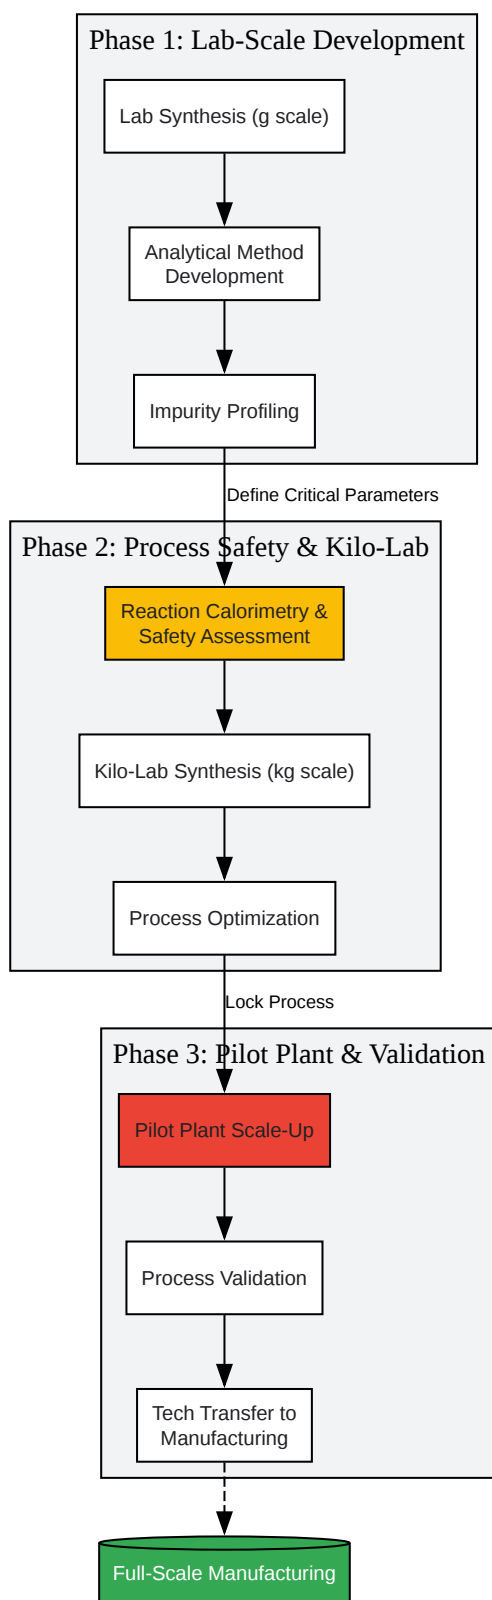 Phase 1: Lab-Scale Development
Lab Synthesis (g scale)
Analytical Method
Development
Impurity Profiling
Define Critical Parameters
Phase 2: Process Safety & Kilo-Lab
Reaction Calorimetry &
Safety Assessment
Kilo-Lab Synthesis (kg scale)
Process Optimization
Lock Process
Phase 3: Pilot Plant & Validation
Pilot Plant Scale-Up
Process Validation
Tech Transfer to
Manufacturing
Full-Scale Manufacturing